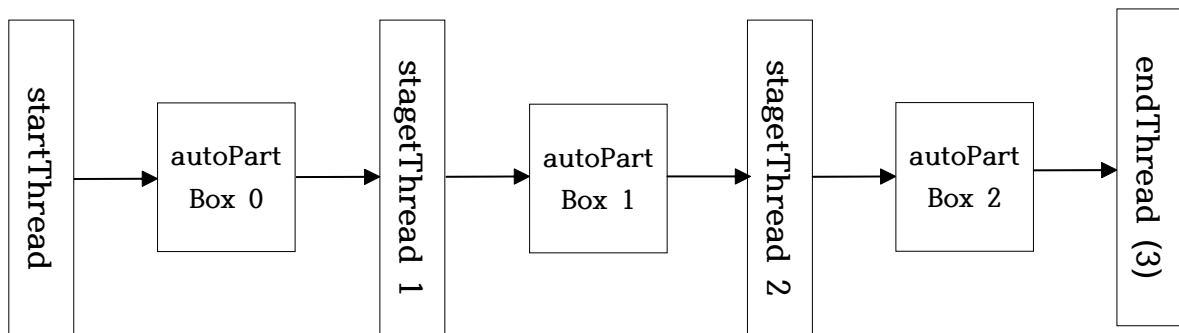 startThread
autoPart
Box 0
stagetThread 1
autoPart
Box 1
stagetThread 2
autoPart
Box 2
endThread (3)